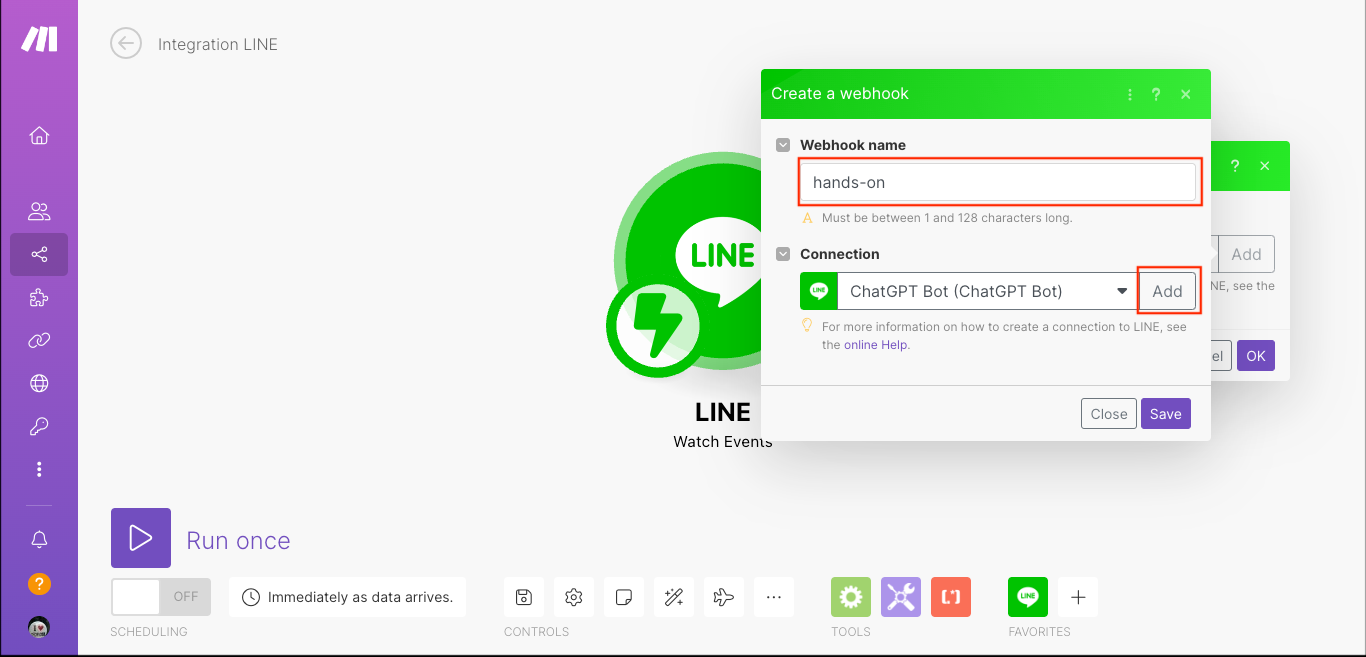 Integration LINE
Create a webhook
Webhook name
hands-on
Must be between 1 and 128 characters long.
Connection
LINE
ChatGPT Bot (ChatGPT Bot)
Add
For more information on how to create a connection to LINE, see
the online Help.
Close
Save
?
Add
NE, see the
el
OK
LINE
LINE
Watch Events
Run once
OFF
Immediately as data arrives.
SCHEDULING
CONTROLS
TOOLS
LINE
FAVORITES